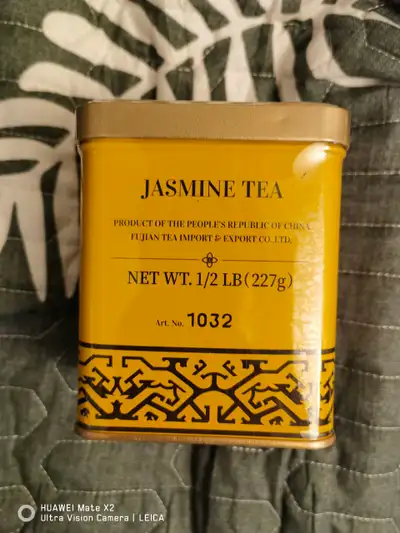 JASMINE TEA
PRODUCT OF THE PEOPLE'S REPUBLIC OF CHINA
FUJIAN TEA IMPORT & EXPORT CO.,LTD.
NET WT. 1/2 LB(227g)
Art. No. 1032
HUAWEI Mate X2
Ultra Vision Camera | LEICA